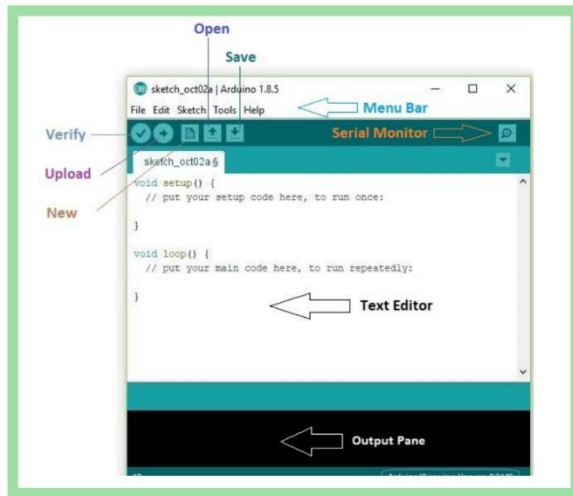 Open
Save
sketch_oct02a | Arduino 1.8.5
File Edit Sketch Tools Help
Menu Bar
Verify
Serial Monitor
Upload
sketch_oct02a §
New
void setup() {
// put your setup code here, to run once:
}
void loop() {
// put your main code here, to run repeatedly:
}
Text Editor
Output Pane